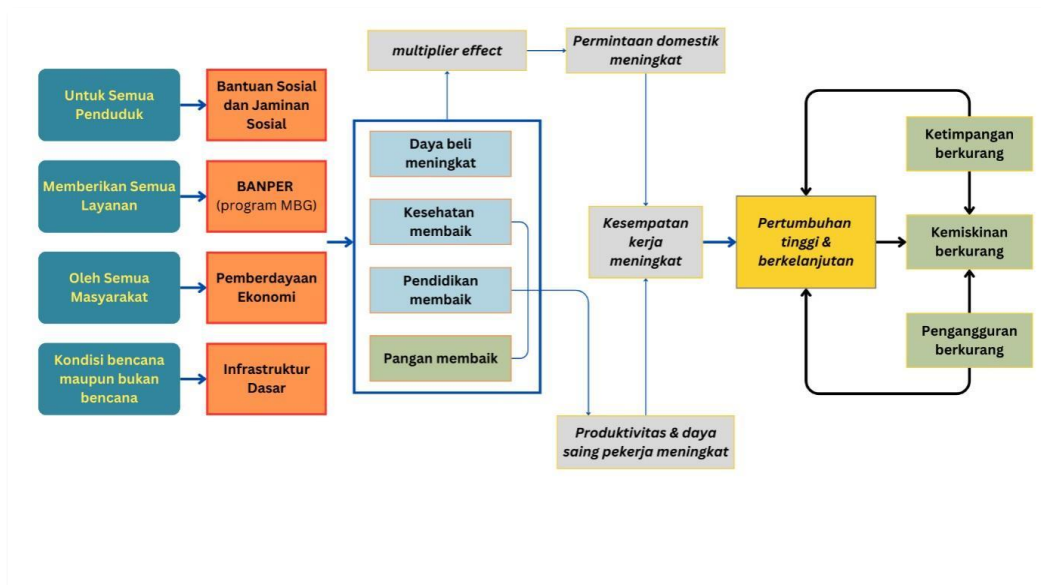 Untuk Semua
Penduduk
Bantuan Sosial
dan Jaminan
Sosial
Memberikan Semua
Layanan
BANPER
(program MBG)
Oleh Semua
Masyarakat
Pemberdayaan
Ekonomi
Kondisi bencana
maupun bukan
bencana
Infrastruktur
Dasar
multiplier effect
Permintaan domestik
meningkat
Daya beli
meningkat
Kesehatan
membaik
Pendidikan
membaik
Pangan membaik
Kesempatan
kerja
meningkat
Produktivitas & daya
saing pekerja meningkat
Pertumbuhan
tinggi &
berkelanjutan
Ketimpangan
berkurang
Kemiskinan
berkurang
Pengangguran
berkurang